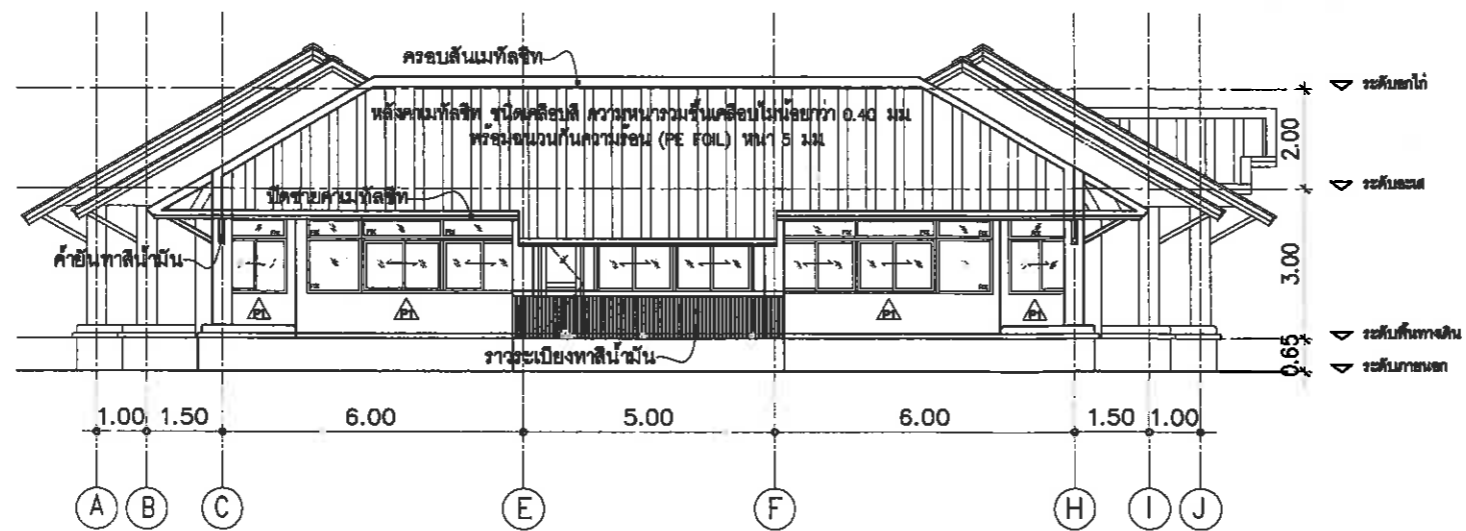 ครอบสันเมทัลชีท
ระดับอกไก่
หลังคาเมทัลชีท ชนิดเคลือบสี ความหนารวมชั้นเคลือบไม่น้อยกว่า 0.40 มม.
พร้อมฉนวนกันความร้อน (PE FOIL) หนา 5 มม.
2.00
ระดับอะเส
ปิดชายคาเมทัลชีท
FIX FIX FIX FIX
ค้ำยันทาสีน้ำมัน
3.00
FIX FIX
P1 P1 P1 P1
ระดับพื้นทางเดิน
ราวระเบียงทาสีน้ำมัน
0.65
ระดับภายนอก
1.00 1.50 6.00 5.00 6.00 1.50 1.00
A B C E F H I J